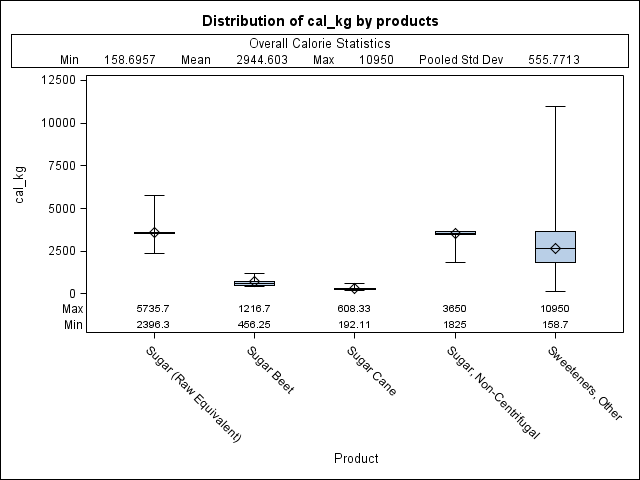 Distribution of cal_kg by products
Overall Calorie Statistics
Min 158.6957 Mean 2944.603 Max 10950 Pooled Std Dev 555.7713
12500
10000
7500
5000
2500
0
cal_kg
Max 5735.7 1216.7 608.33 3650 10950
Min 2396.3 456.25 192.11 1825 158.7
Sugar (Raw Equivalent)
Sugar Beet
Sugar Cane
Sugar, Non-Centrifugal
Sweeteners, Other
Product